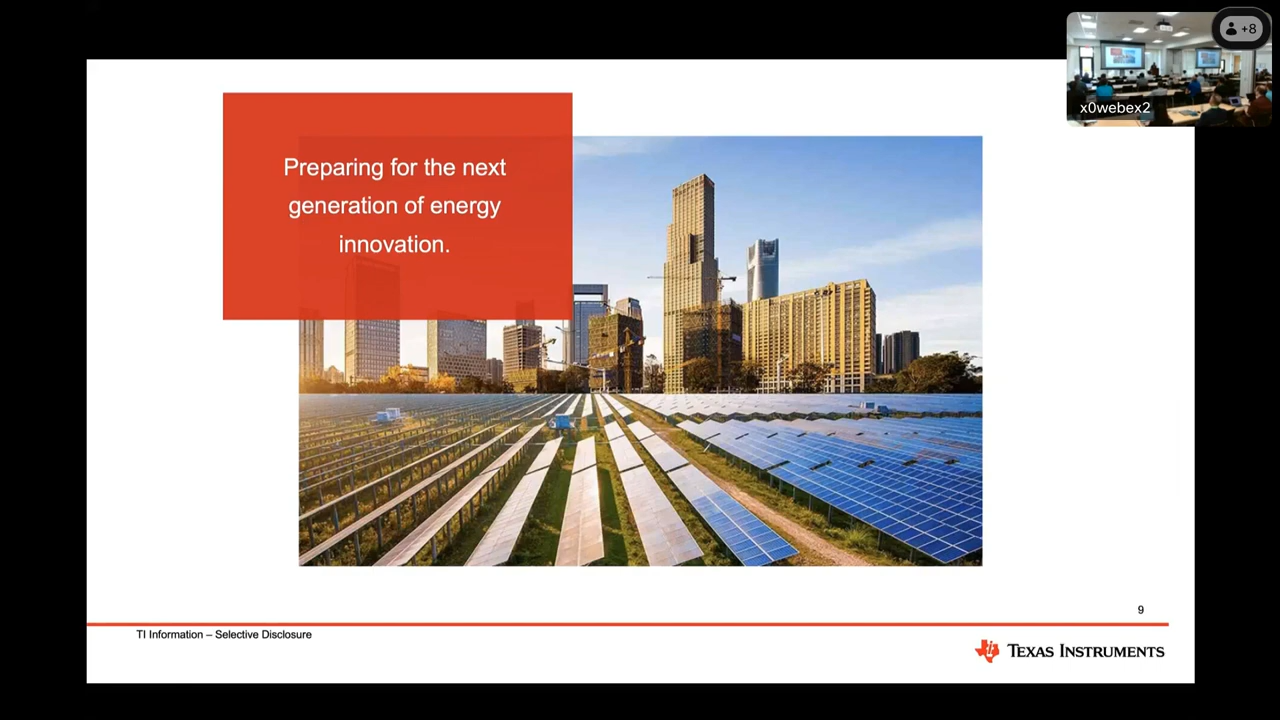 +8
x0webex2
Preparing for the next
generation of energy
innovation.
9
TI Information – Selective Disclosure
TEXAS INSTRUMENTS